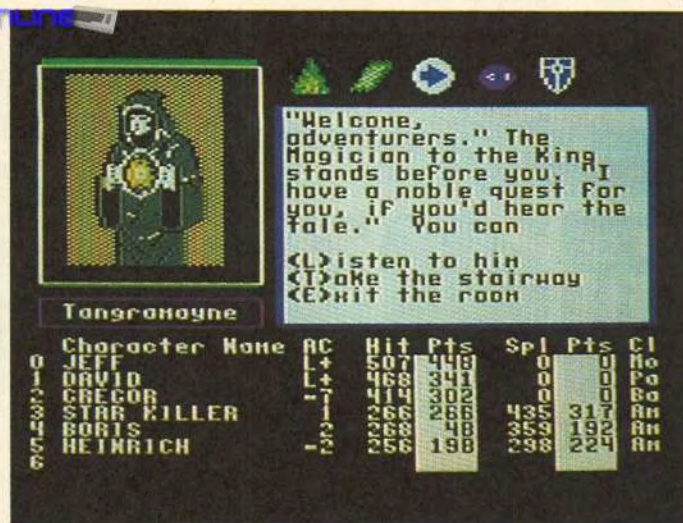 "Welcome,
adventurers." The
Magician to the King
stands before you. "I
have a noble quest for
you, if you'd hear the
tale." You can
<L>isten to him
<T>ake the stairway
<E>xit the room
Tangramayne
Character Name AC Hit Pts Spl Pts Cl
0 JEFF L+ 507 448 0 0 Mo
1 DAVID L+ 468 341 0 0 Pa
2 GREGOR -7 414 302 0 0 Ba
3 STAR KILLER 1 266 266 435 317 Am
4 BORIS 2 268 48 359 192 Am
5 HEINRICH -2 256 198 298 224 Am
6